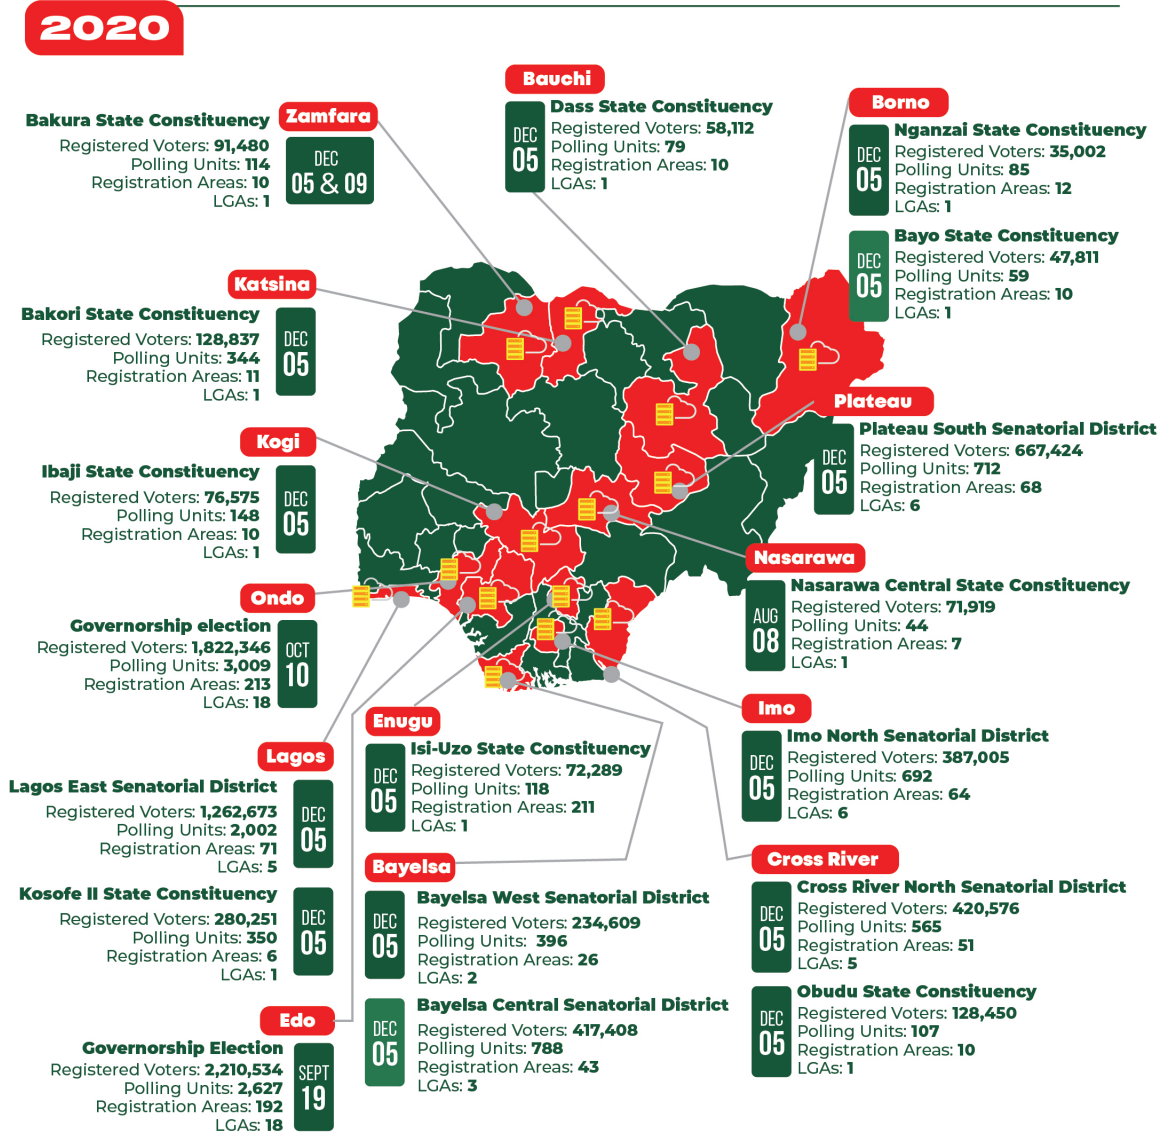 2020
Zamfara
DEC
05 & 09
Bakura State Constituency
Registered Voters: 91,480
Polling Units: 114
Registration Areas: 10
LGAs: 1
Bauchi
DEC
05
Dass State Constituency
Registered Voters: 58,112
Polling Units: 79
Registration Areas: 10
LGAs: 1
Borno
DEC
05
Nganzai State Constituency
Registered Voters: 35,002
Polling Units: 85
Registration Areas: 12
LGAs: 1
DEC
05
Bayo State Constituency
Registered Voters: 47,811
Polling Units: 59
Registration Areas: 10
LGAs: 1
Katsina
DEC
05
Bakori State Constituency
Registered Voters: 128,837
Polling Units: 344
Registration Areas: 11
LGAs: 1
Plateau
DEC
05
Plateau South Senatorial District
Registered Voters: 667,424
Polling Units: 712
Registration Areas: 68
LGAs: 6
Kogi
DEC
05
Ibaji State Constituency
Registered Voters: 76,575
Polling Units: 148
Registration Areas: 10
LGAs: 1
Nasarawa
AUG
08
Nasarawa Central State Constituency
Registered Voters: 71,919
Polling Units: 44
Registration Areas: 7
LGAs: 1
Ondo
OCT
10
Governorship election
Registered Voters: 1,822,346
Polling Units: 3,009
Registration Areas: 213
LGAs: 18
Imo
DEC
05
Imo North Senatorial District
Registered Voters: 387,005
Polling Units: 692
Registration Areas: 64
LGAs: 6
Enugu
DEC
05
Isi-Uzo State Constituency
Registered Voters: 72,289
Polling Units: 118
Registration Areas: 211
LGAs: 1
Lagos
DEC
05
Lagos East Senatorial District
Registered Voters: 1,262,673
Polling Units: 2,002
Registration Areas: 71
LGAs: 5
DEC
05
Kosofe II State Constituency
Registered Voters: 280,251
Polling Units: 350
Registration Areas: 6
LGAs: 1
Bayelsa
DEC
05
Bayelsa West Senatorial District
Registered Voters: 234,609
Polling Units: 396
Registration Areas: 26
LGAs: 2
DEC
05
Bayelsa Central Senatorial District
Registered Voters: 417,408
Polling Units: 788
Registration Areas: 43
LGAs: 3
Cross River
DEC
05
Cross River North Senatorial District
Registered Voters: 420,576
Polling Units: 565
Registration Areas: 51
LGAs: 5
DEC
05
Obudu State Constituency
Registered Voters: 128,450
Polling Units: 107
Registration Areas: 10
LGAs: 1
Edo
SEPT
19
Governorship Election
Registered Voters: 2,210,534
Polling Units: 2,627
Registration Areas: 192
LGAs: 18